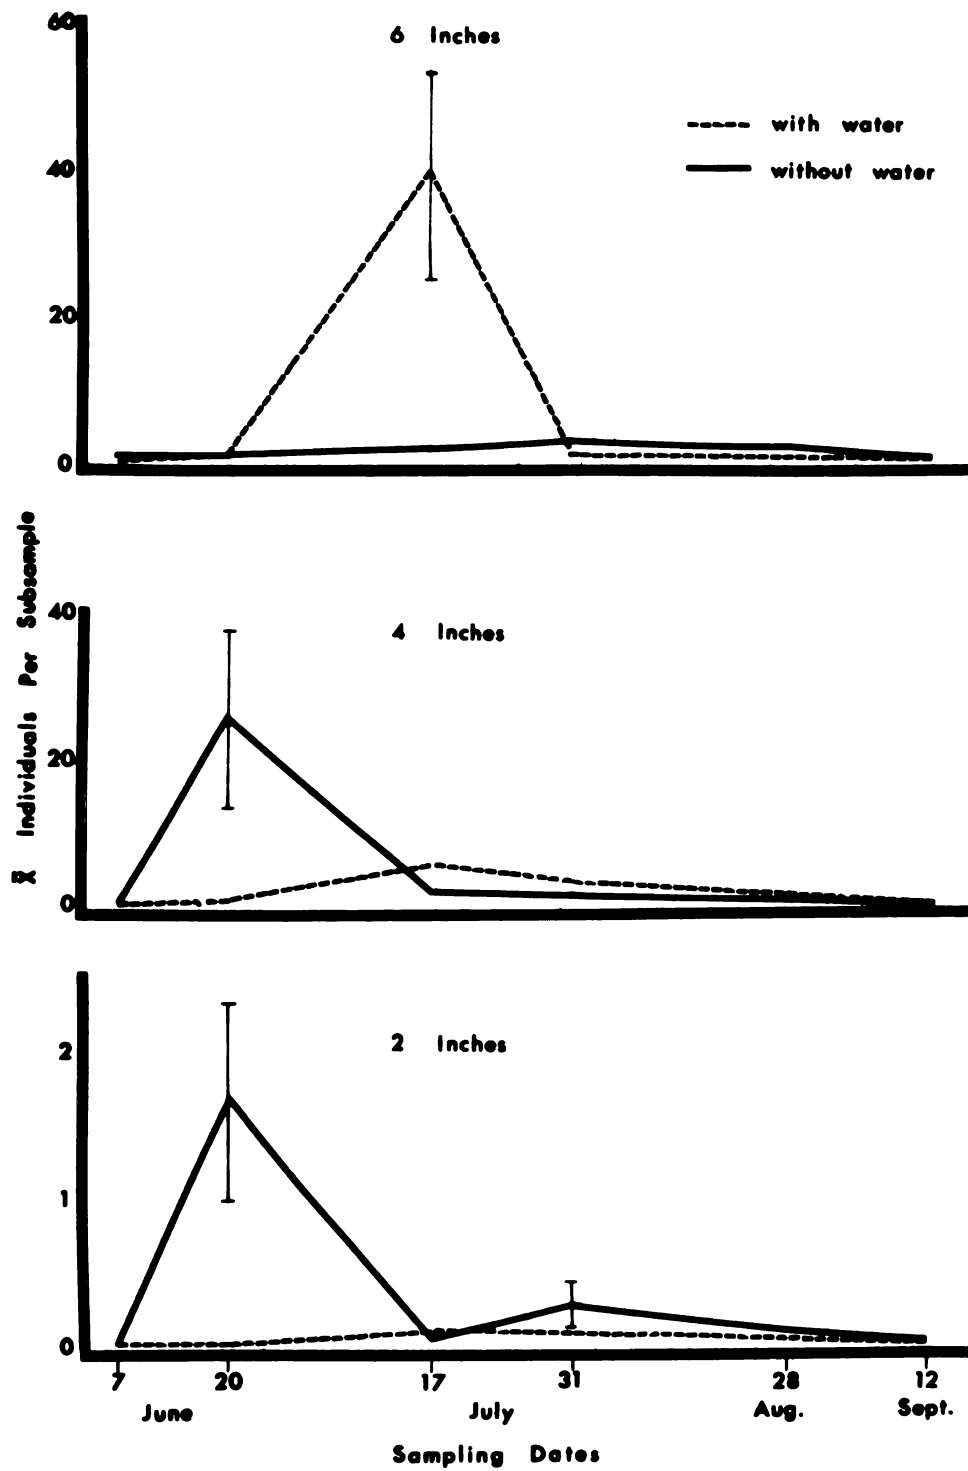 6 Inches
60
40
20
0
with water
without water
X̄ Individuals Per Subsample
4 Inches
40
20
0
2 Inches
2
1
0
7 20 17 31 28 12
June July Aug. Sept.
Sampling Dates